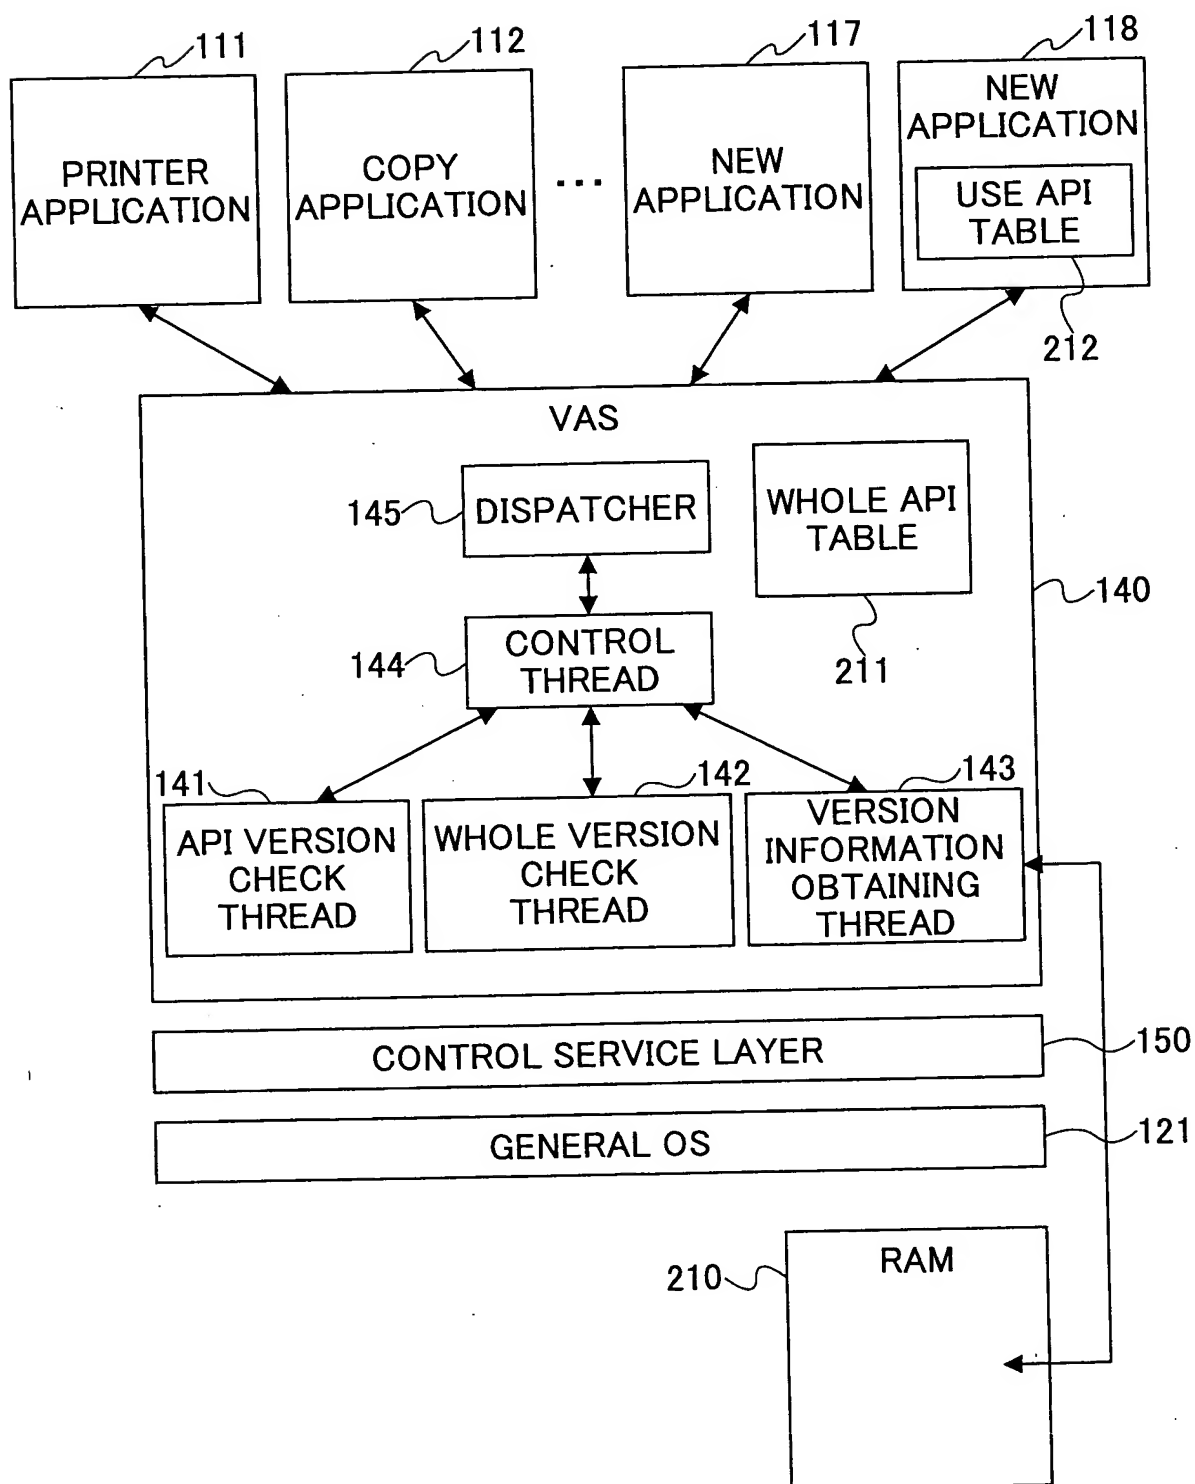 111
112
117
118
PRINTER
APPLICATION
COPY
APPLICATION
...
NEW
APPLICATION
NEW
APPLICATION
USE API
TABLE
212
VAS
145
DISPATCHER
WHOLE API
TABLE
140
144
CONTROL
THREAD
211
141
142
143
API VERSION
CHECK
THREAD
WHOLE VERSION
CHECK
THREAD
VERSION
INFORMATION
OBTAINING
THREAD
CONTROL SERVICE LAYER
150
GENERAL OS
121
210
RAM